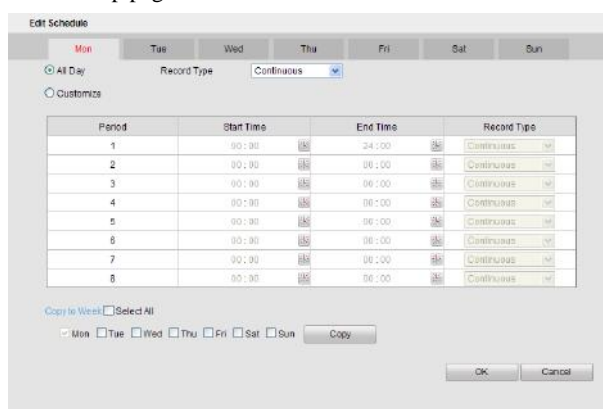 Edit Schedule
Mon Tue Wed Thu Fri Sat Sun
All Day Record Type Continuous
Customize
Period Start Time End Time Record Type
1 00 : 00 24 : 00 Continuous
2 00 : 00 00 : 00 Continuous
3 00 : 00 00 : 00 Continuous
4 00 : 00 00 : 00 Continuous
5 00 : 00 00 : 00 Continuous
6 00 : 00 00 : 00 Continuous
7 00 : 00 00 : 00 Continuous
8 00 : 00 00 : 00 Continuous
Copy to Week Select All
Mon Tue Wed Thu Fri Sat Sun Copy
OK Cancel